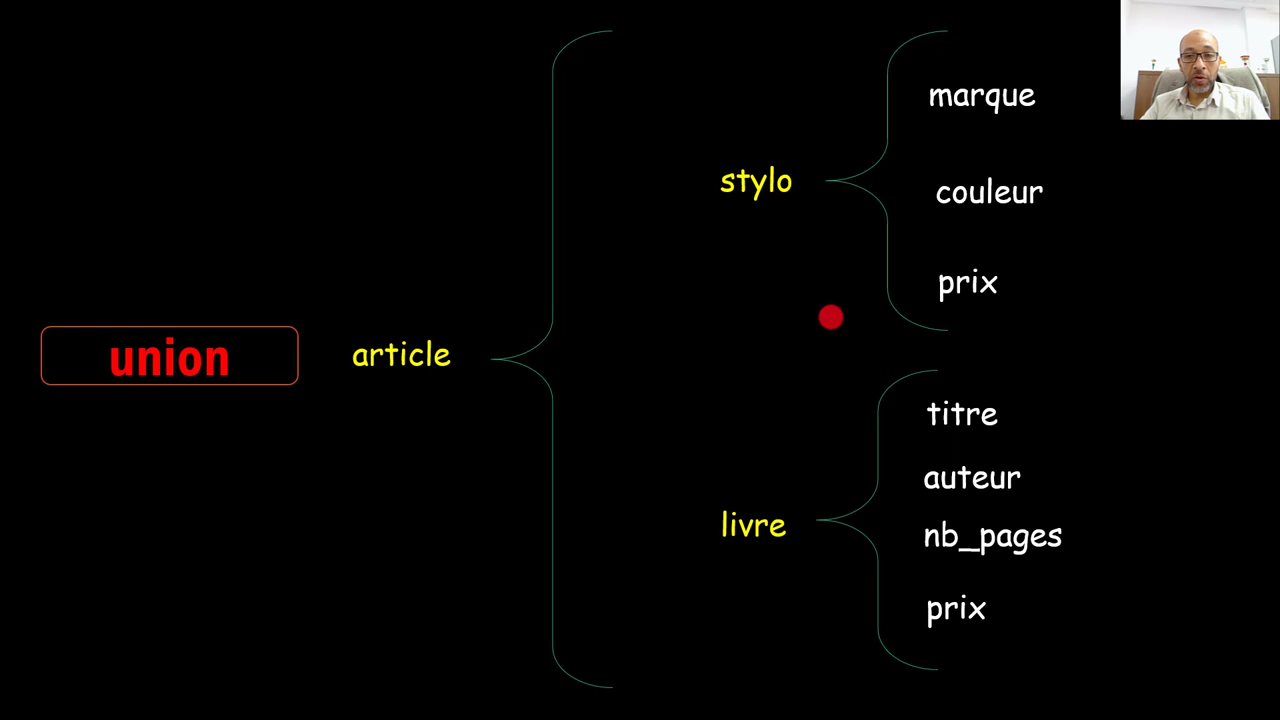 union
article
stylo
marque
couleur
prix
livre
titre
auteur
nb_pages
prix